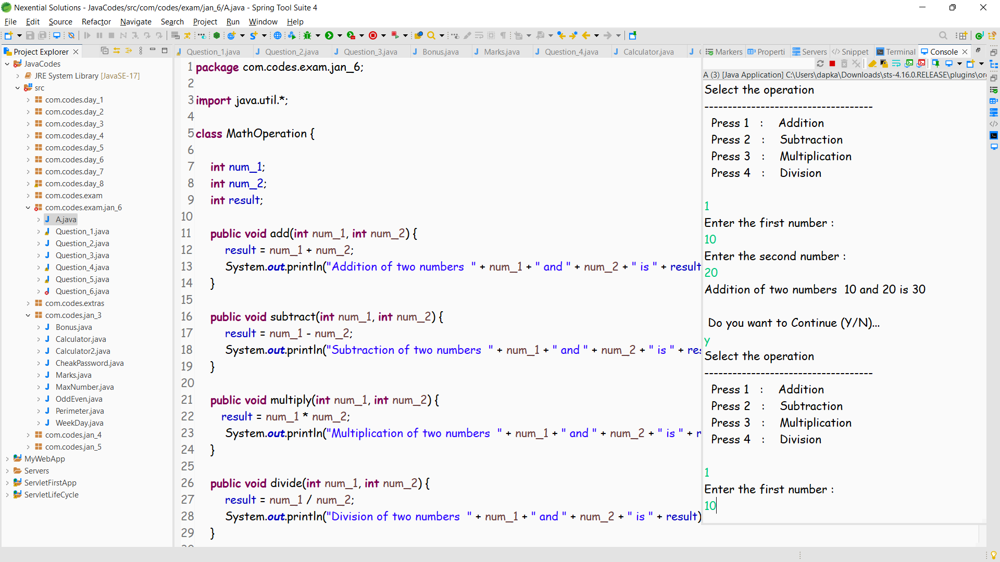 Nexential Solutions - JavaCodes/src/com/codes/exam/jan_6/A.java - Spring Tool Suite 4
File Edit Source Refactor Navigate Search Project Run Window Help
Project Explorer
JavaCodes
JRE System Library [JavaSE-17]
src
com.codes.day_1
com.codes.day_2
com.codes.day_3
com.codes.day_4
com.codes.day_5
com.codes.day_6
com.codes.day_7
com.codes.day_8
com.codes.exam
com.codes.exam.jan_6
A.java
Question_1.java
Question_2.java
Question_3.java
Question_4.java
Question_5.java
Question_6.java
com.codes.extras
com.codes.jan_3
Bonus.java
Calculator.java
Calculator2.java
CheakPassword.java
Marks.java
MaxNumber.java
OddEven.java
Perimeter.java
WeekDay.java
com.codes.jan_4
com.codes.jan_5
MyWebApp
Servers
ServletFirstApp
ServletLifeCycle
Question_1.java Question_2.java Question_3.java Bonus.java Marks.java Question_4.java Calculator.java
1 package com.codes.exam.jan_6;
2
3 import java.util.*;
4
5 class MathOperation {
6
7 int num_1;
8 int num_2;
9 int result;
10
11 public void add(int num_1, int num_2) {
12 result = num_1 + num_2;
13 System.out.println("Addition of two numbers  " + num_1 + " and " + num_2 + " is " + result
14 }
15
16 public void subtract(int num_1, int num_2) {
17 result = num_1 - num_2;
18 System.out.println("Subtraction of two numbers  " + num_1 + " and " + num_2 + " is " + res
19 }
20
21 public void multiply(int num_1, int num_2) {
22 result = num_1 * num_2;
23 System.out.println("Multiplication of two numbers  " + num_1 + " and " + num_2 + " is " + r
24 }
25
26 public void divide(int num_1, int num_2) {
27 result = num_1 / num_2;
28 System.out.println("Division of two numbers  " + num_1 + " and " + num_2 + " is " + result)
29 }
Markers Properti Servers Snippet Terminal Console
A (3) [Java Application] C:\Users\dapka\Downloads\sts-4.16.0.RELEASE\plugins\or
Select the operation
------------------------------------
Press 1 : Addition
Press 2 : Subtraction
Press 3 : Multiplication
Press 4 : Division
1
Enter the first number :
10
Enter the second number :
20
Addition of two numbers  10 and 20 is 30
Do you want to Continue (Y/N)...
y
Select the operation
------------------------------------
Press 1 : Addition
Press 2 : Subtraction
Press 3 : Multiplication
Press 4 : Division
1
Enter the first number :
10